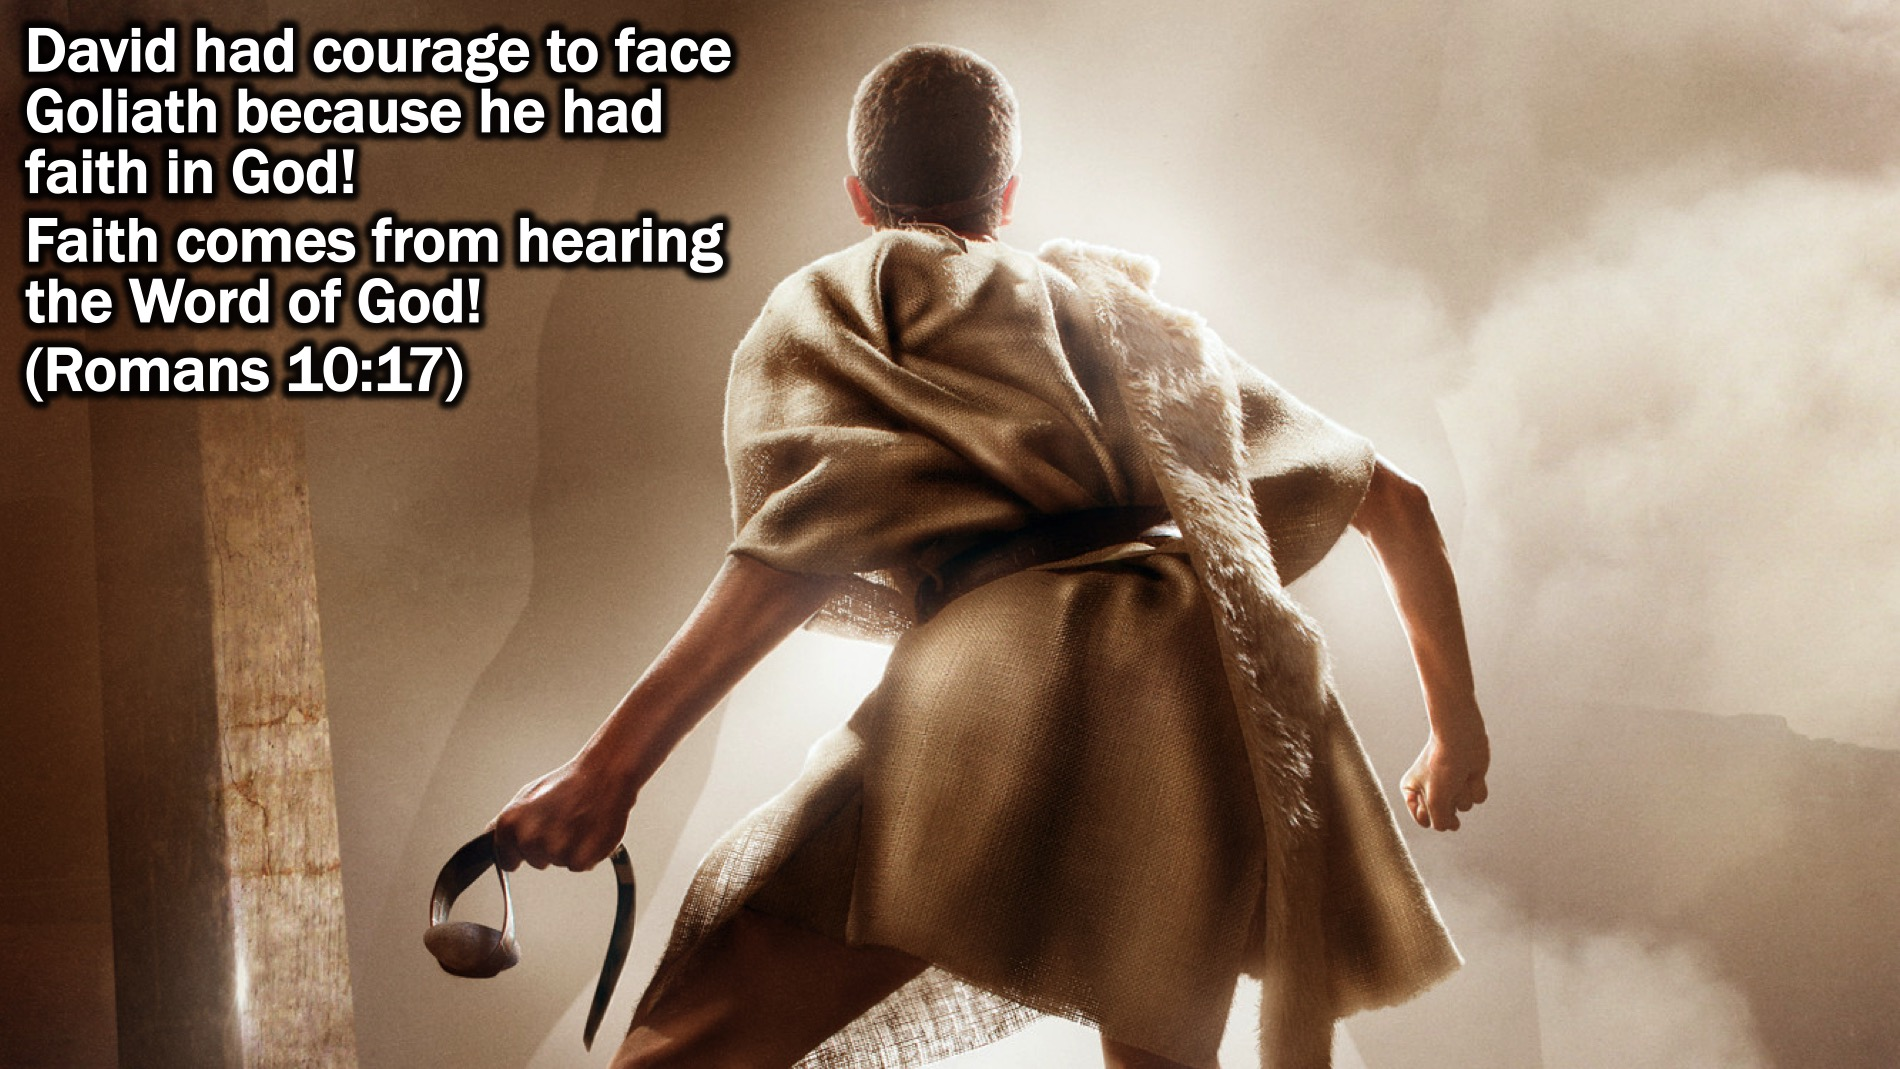 David had courage to face
Goliath because he had
faith in God!
Faith comes from hearing
the Word of God!
(Romans 10:17)